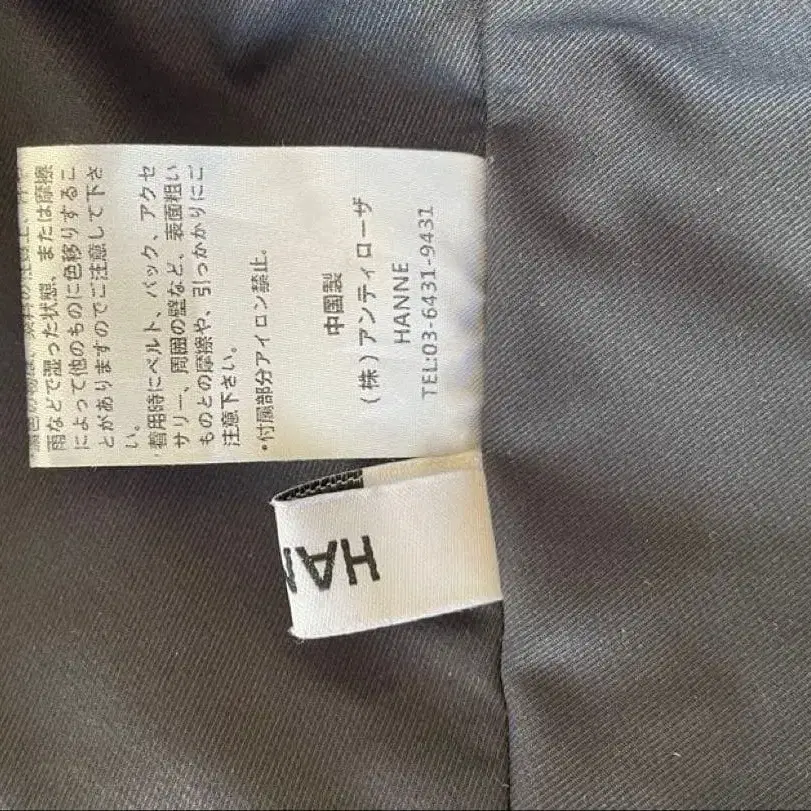 雨などで湿った状態、または摩擦
によって他のものに色移りするこ
とがありますのでご注意して下さ
い。
・着用時にベルト、バック、アクセ
サリー、周囲の壁など、表面粗い
ものとの摩擦や、引っかかりにご
注意下さい。
・付属部分アイロン禁止。
中国製
(株)アンティローザ
HANNE
TEL:03-6431-9431
HAN